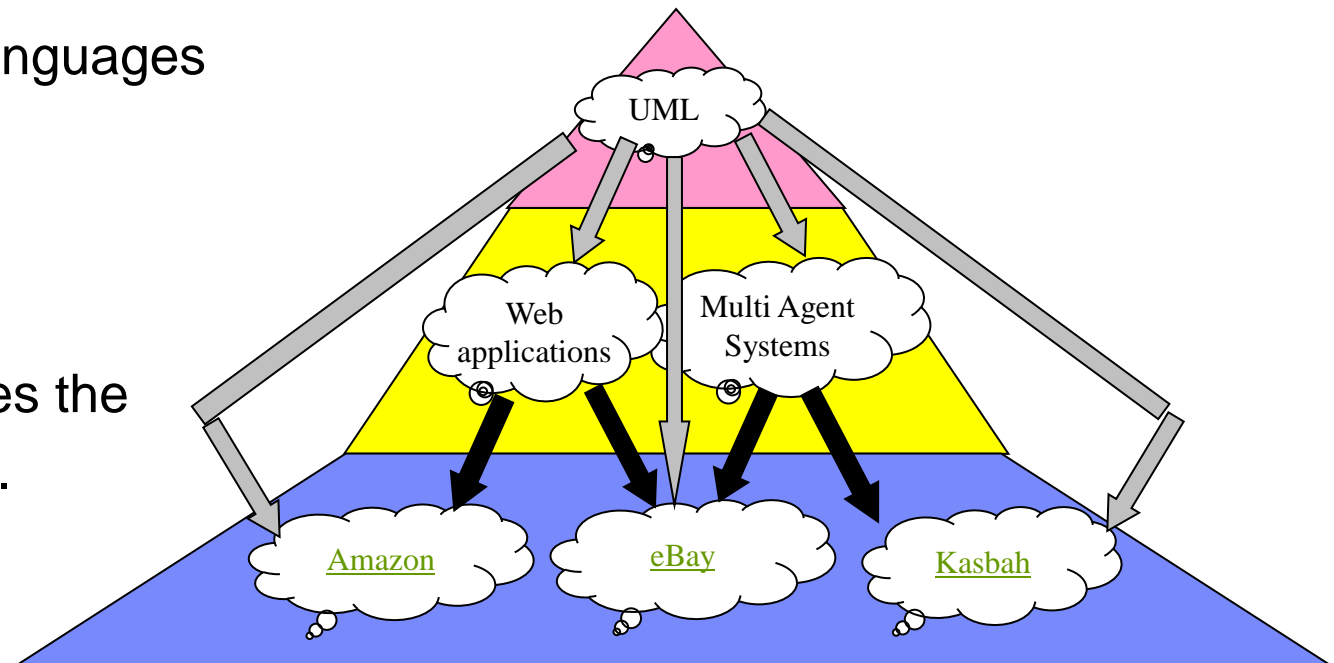 nguages
UML
Web
applications
Multi Agent
Systems
es the
.
Amazon
eBay
Kasbah